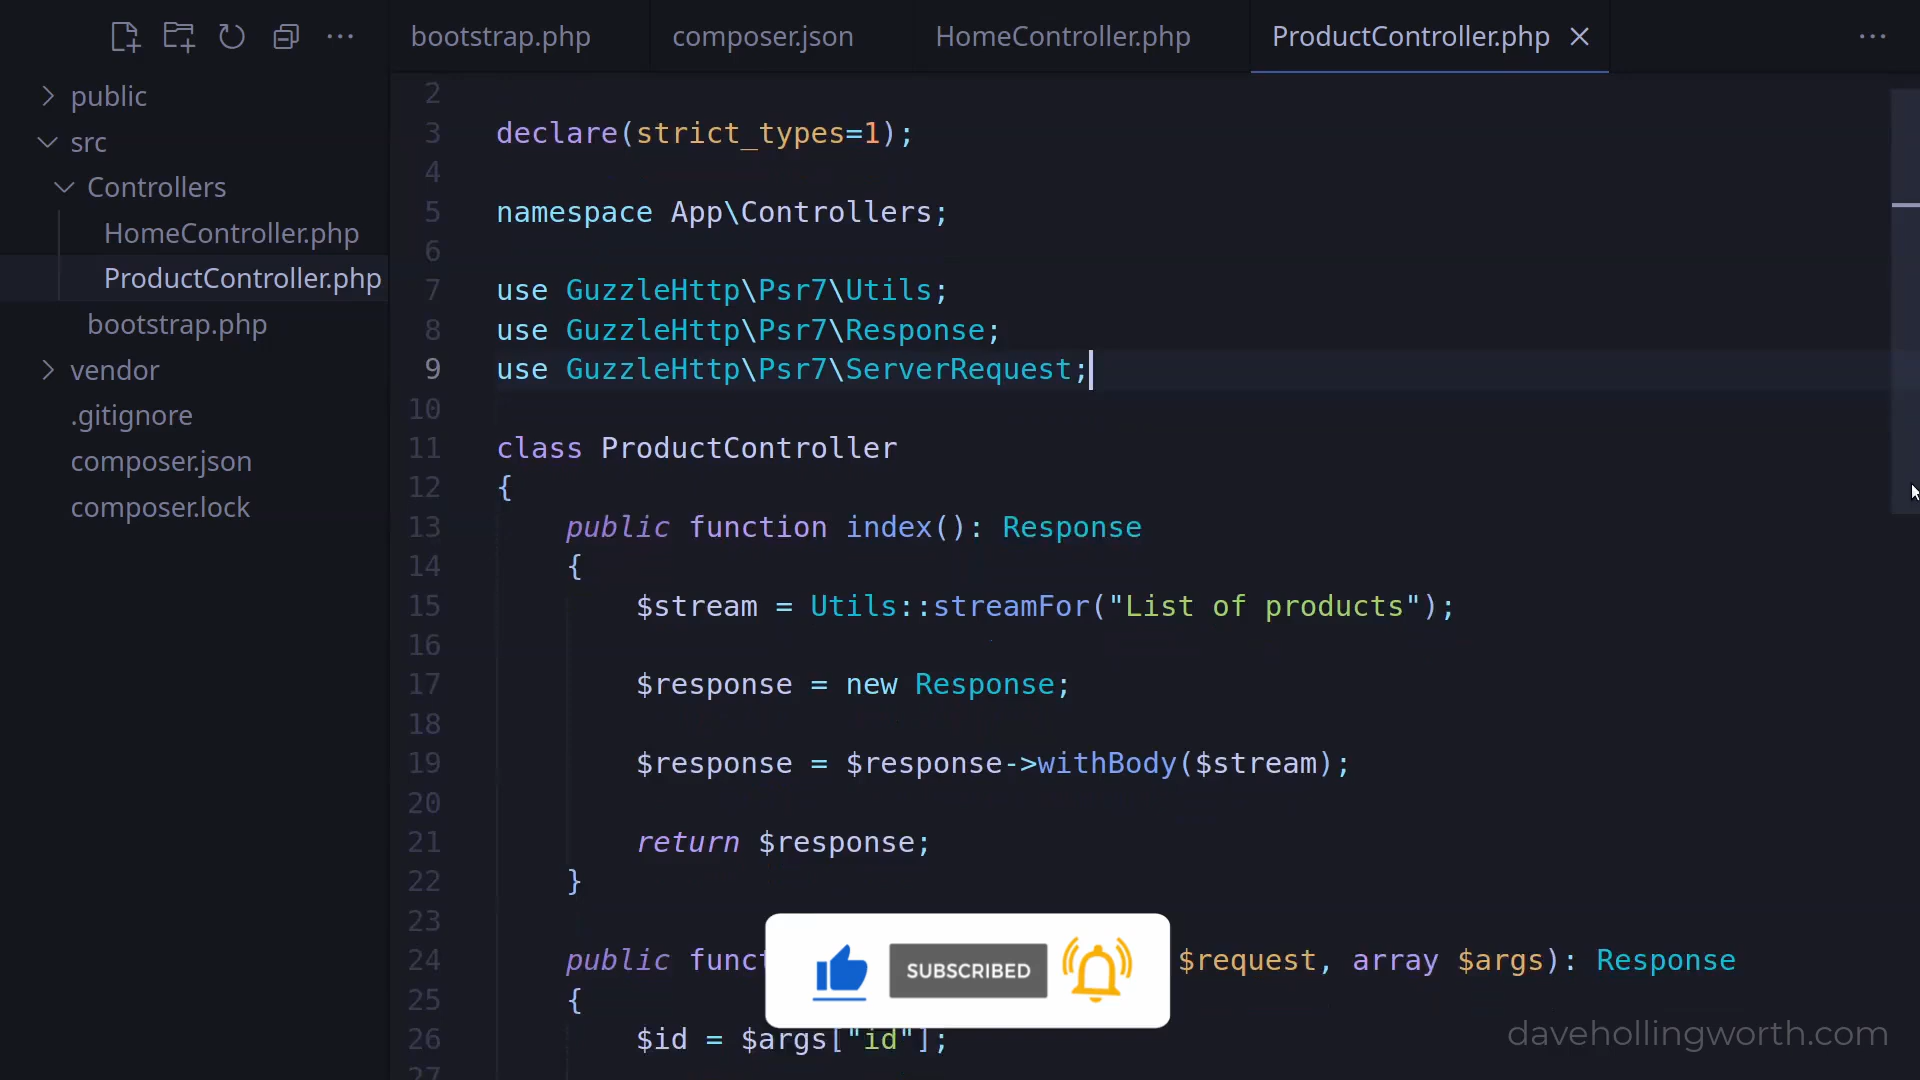 bootstrap.php composer.json HomeController.php ProductController.php
public
src
Controllers
HomeController.php
ProductController.php
bootstrap.php
vendor
.gitignore
composer.json
composer.lock
2
3 declare(strict_types=1);
4
5 namespace App\Controllers;
6
7 use GuzzleHttp\Psr7\Utils;
8 use GuzzleHttp\Psr7\Response;
9 use GuzzleHttp\Psr7\ServerRequest;
10
11 class ProductController
12 {
13 public function index(): Response
14 {
15 $stream = Utils::streamFor("List of products");
16
17 $response = new Response;
18
19 $response = $response->withBody($stream);
20
21 return $response;
22 }
23
24 public func $request, array $args): Response
25 {
26 $id = $args["id"];
27
SUBSCRIBED
davehollingworth.com